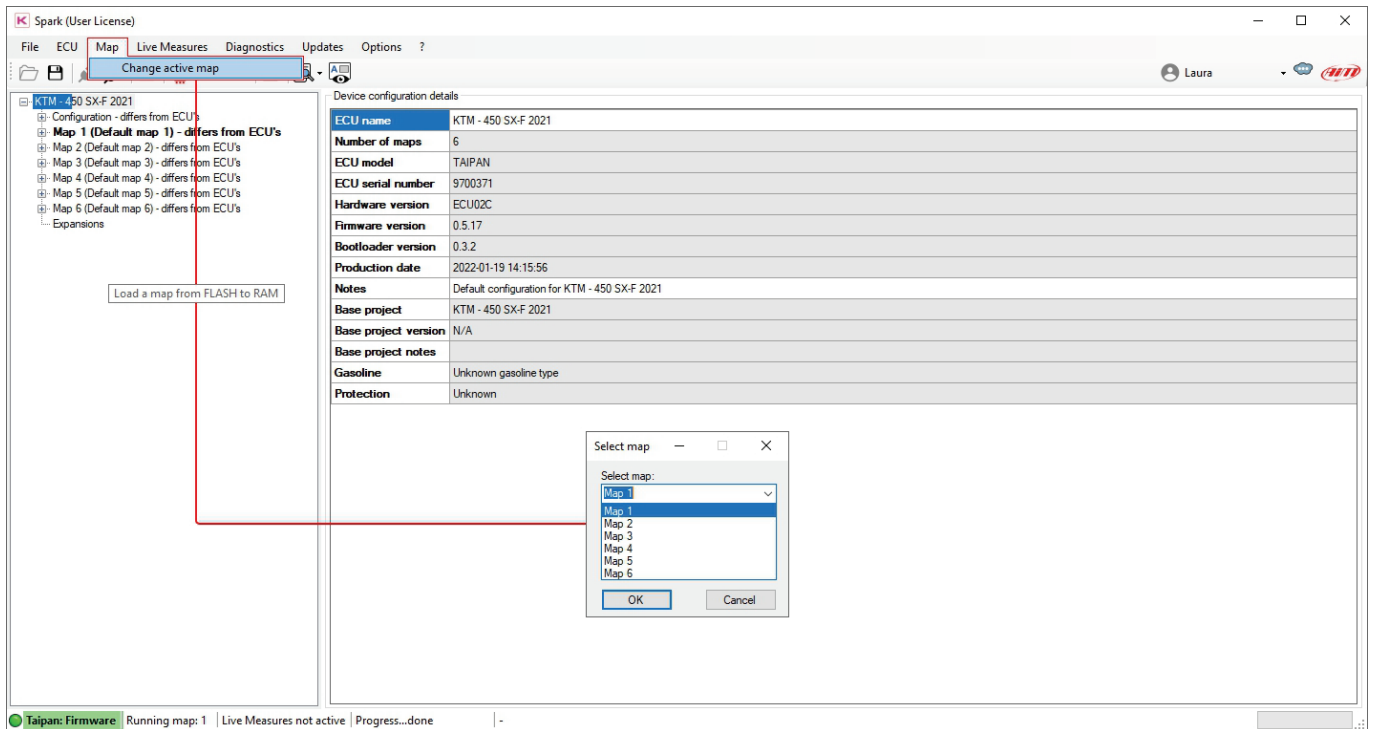 Spark (User License)
File ECU Map Live Measures Diagnostics Updates Options ?
Change active map
Laura
AiM
KTM - 450 SX-F 2021
Configuration - differs from ECU's
Map 1 (Default map 1) - differs from ECU's
Map 2 (Default map 2) - differs from ECU's
Map 3 (Default map 3) - differs from ECU's
Map 4 (Default map 4) - differs from ECU's
Map 5 (Default map 5) - differs from ECU's
Map 6 (Default map 6) - differs from ECU's
Expansions
Load a map from FLASH to RAM
Device configuration details
ECU name KTM - 450 SX-F 2021
Number of maps 6
ECU model TAIPAN
ECU serial number 9700371
Hardware version ECU02C
Firmware version 0.5.17
Bootloader version 0.3.2
Production date 2022-01-19 14:15:56
Notes Default configuration for KTM - 450 SX-F 2021
Base project KTM - 450 SX-F 2021
Base project version N/A
Base project notes
Gasoline Unknown gasoline type
Protection Unknown
Select map
Select map:
Map 1
Map 1
Map 2
Map 3
Map 4
Map 5
Map 6
OK Cancel
Taipan: Firmware Running map: 1 Live Measures not active Progress...done -